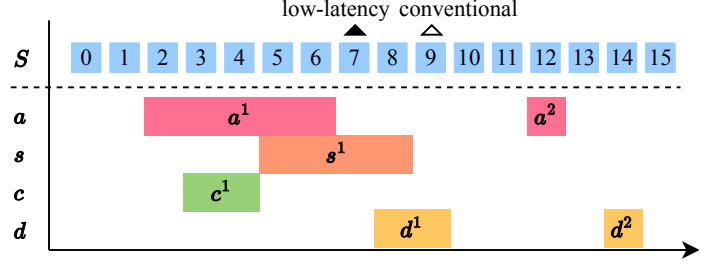 low-latency conventional
S 0 1 2 3 4 5 6 7 8 9 10 11 12 13 14 15
a a¹ a²
s s¹
c c¹
d d¹ d²